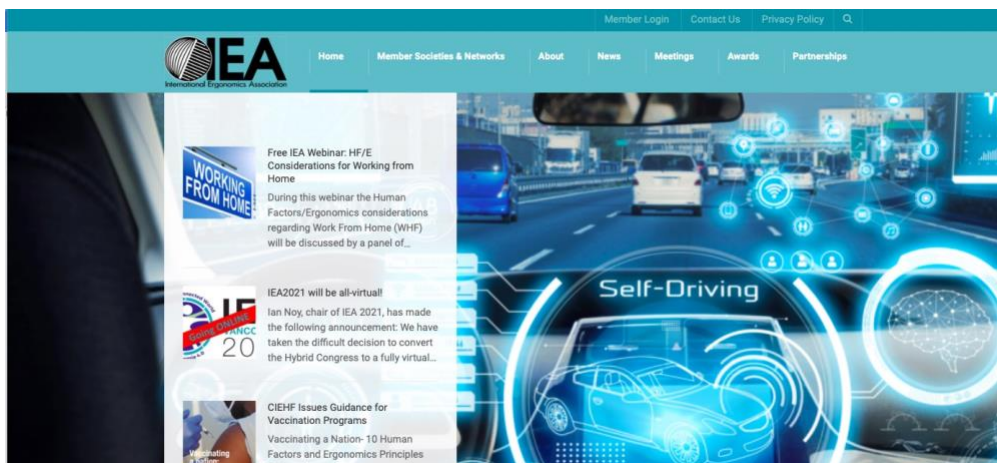 Member Login Contact Us Privacy Policy
IEA
International Ergonomics Association
Home Member Societies & Networks About News Meetings Awards Partnerships
WORKING
FROM HOME
Free IEA Webinar: HF/E
Considerations for Working from
Home
During this webinar the Human
Factors/Ergonomics considerations
regarding Work From Home (WHF)
will be discussed by a panel of...
Going ONLINE
20
IEA2021 will be all-virtual!
Ian Noy, chair of IEA 2021, has made
the following announcement: We have
taken the difficult decision to convert
the Hybrid Congress to a fully virtual...
Vaccinating
a nation:
CIEHF Issues Guidance for
Vaccination Programs
Vaccinating a Nation- 10 Human
Factors and Ergonomics Principles
Self-Driving